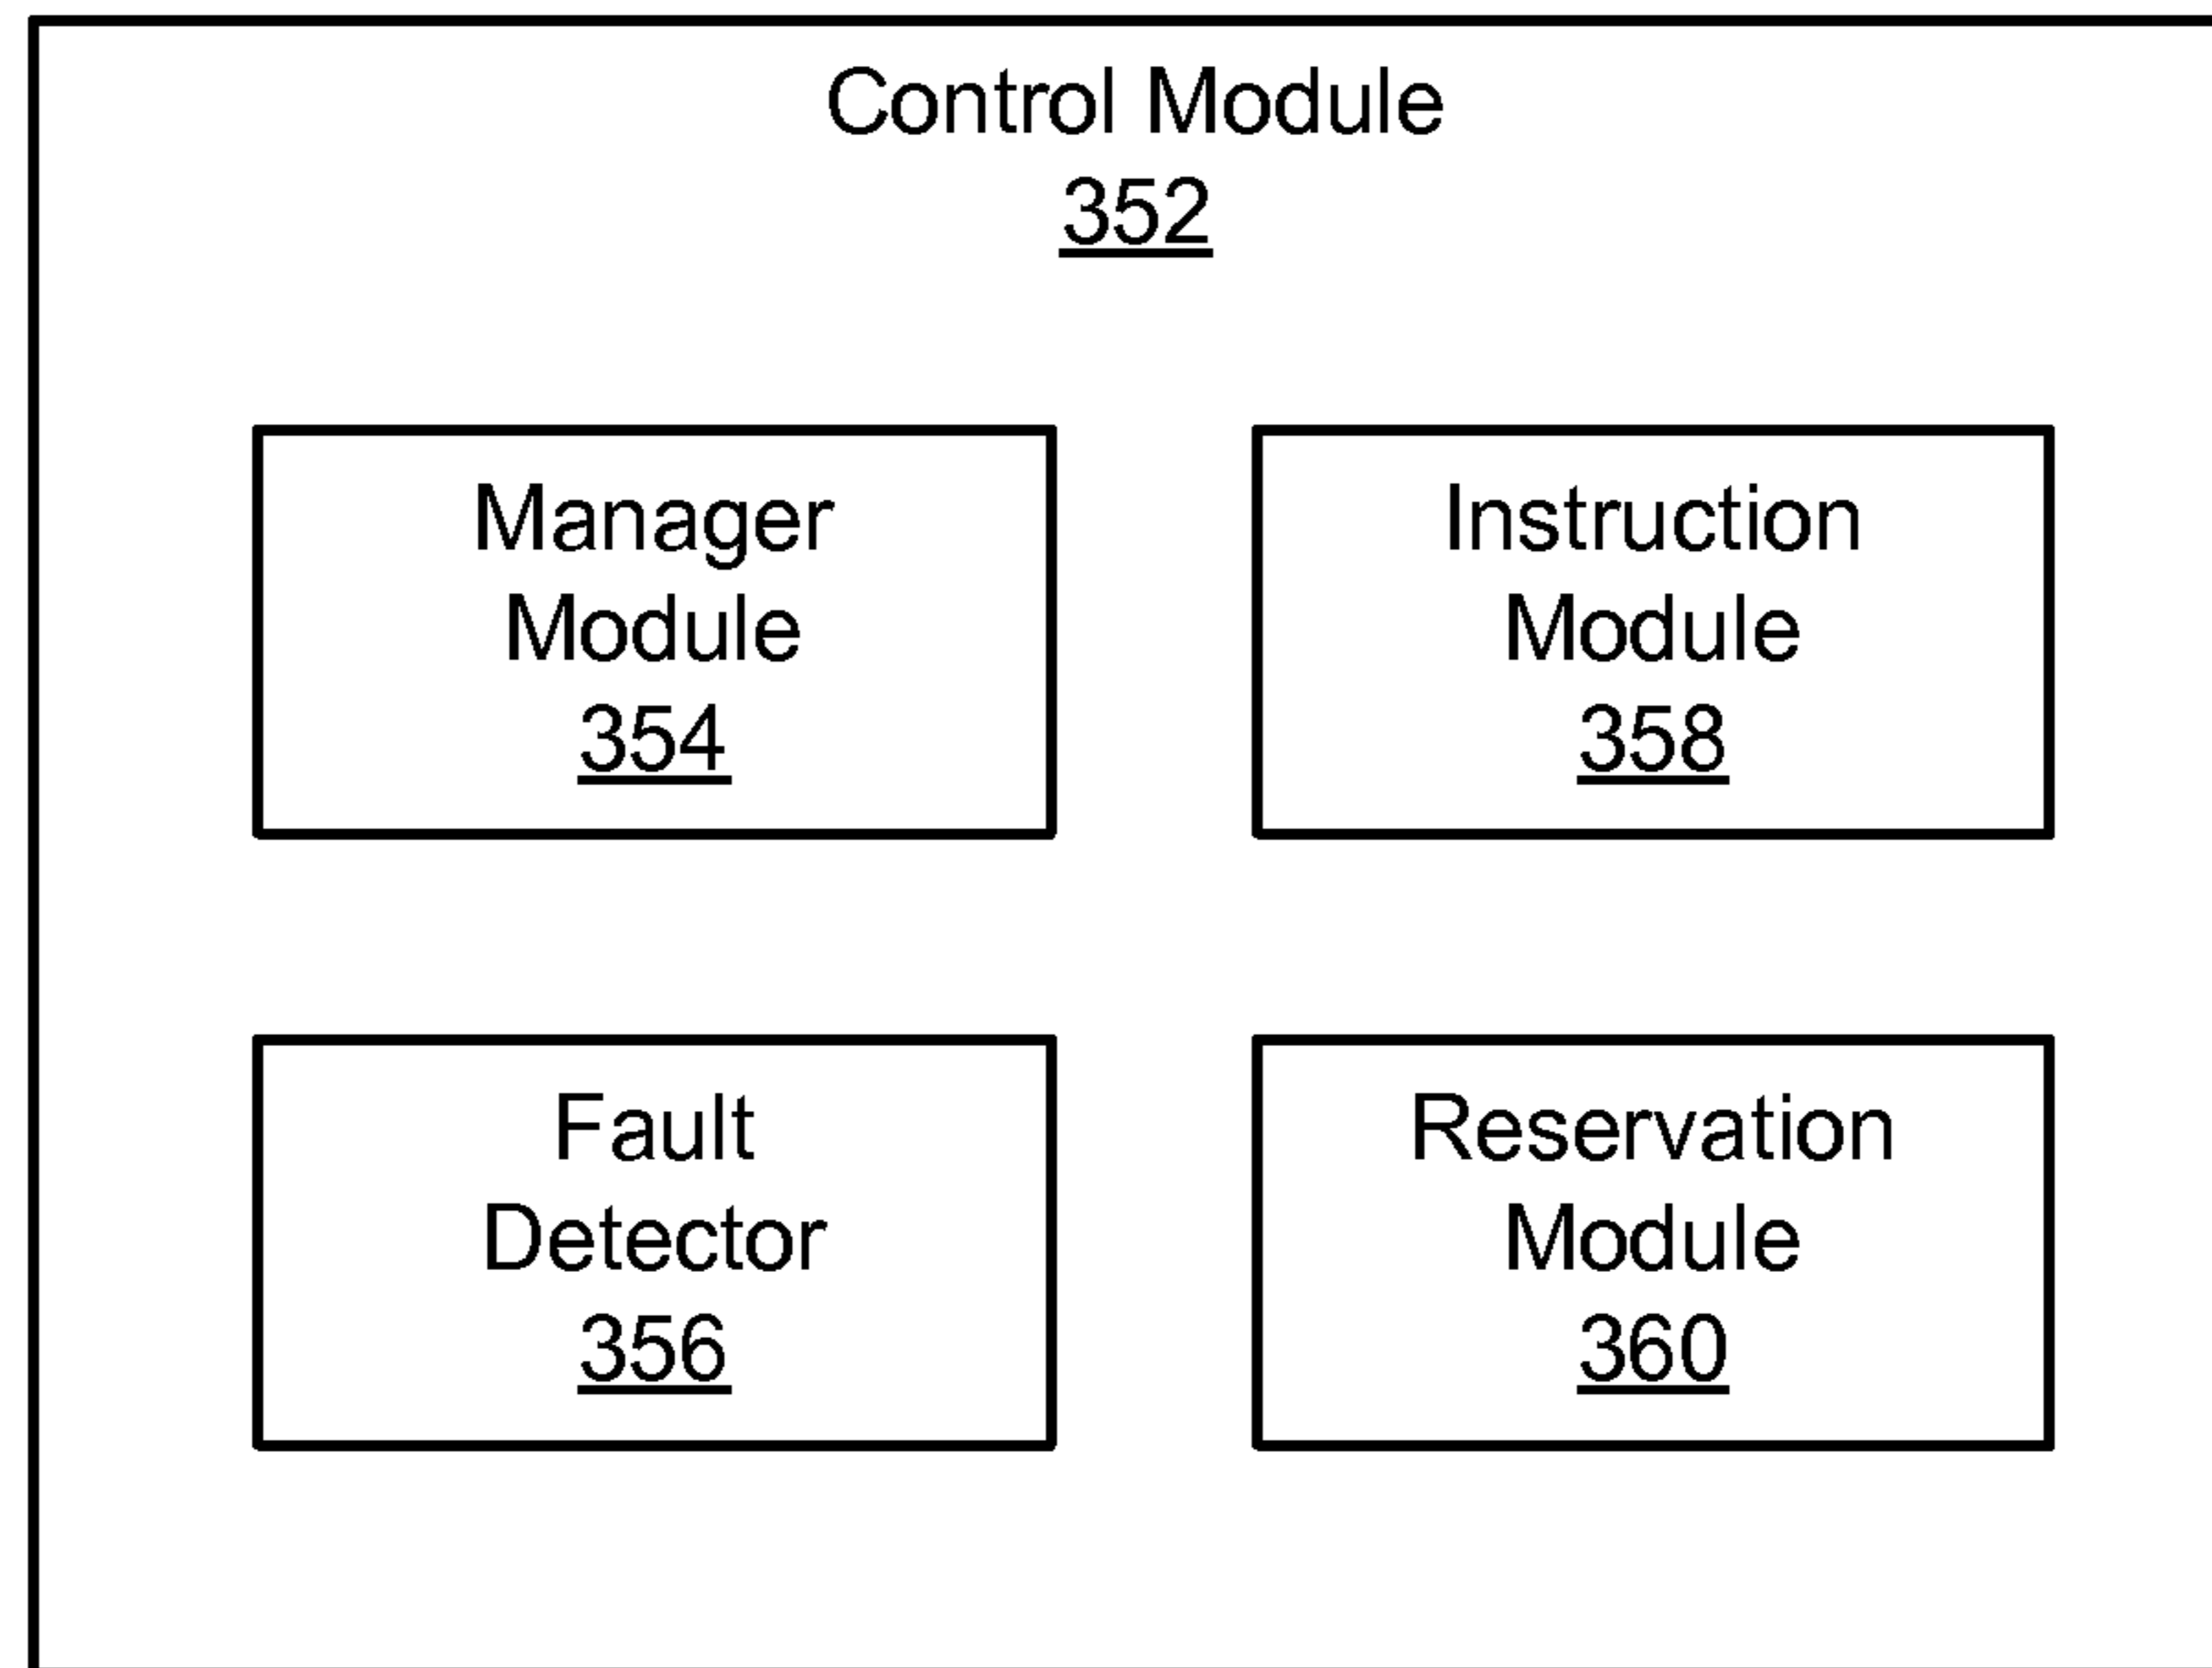 Control Module
352
Manager
Module
354
Instruction
Module
358
Fault
Detector
356
Reservation
Module
360